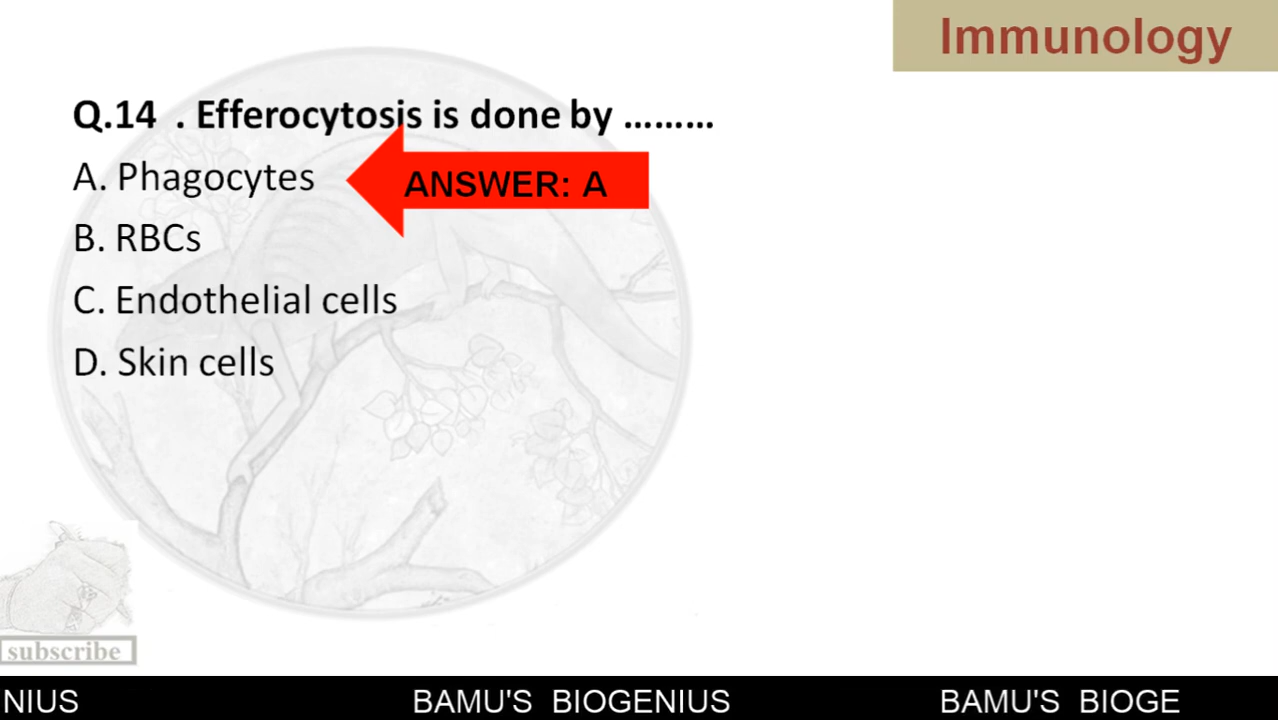 Immunology
Q.14 . Efferocytosis is done by ………
A. Phagocytes
ANSWER: A
B. RBCs
C. Endothelial cells
D. Skin cells
subscribe
NIUS BAMU'S BIOGENIUS BAMU'S BIOGE